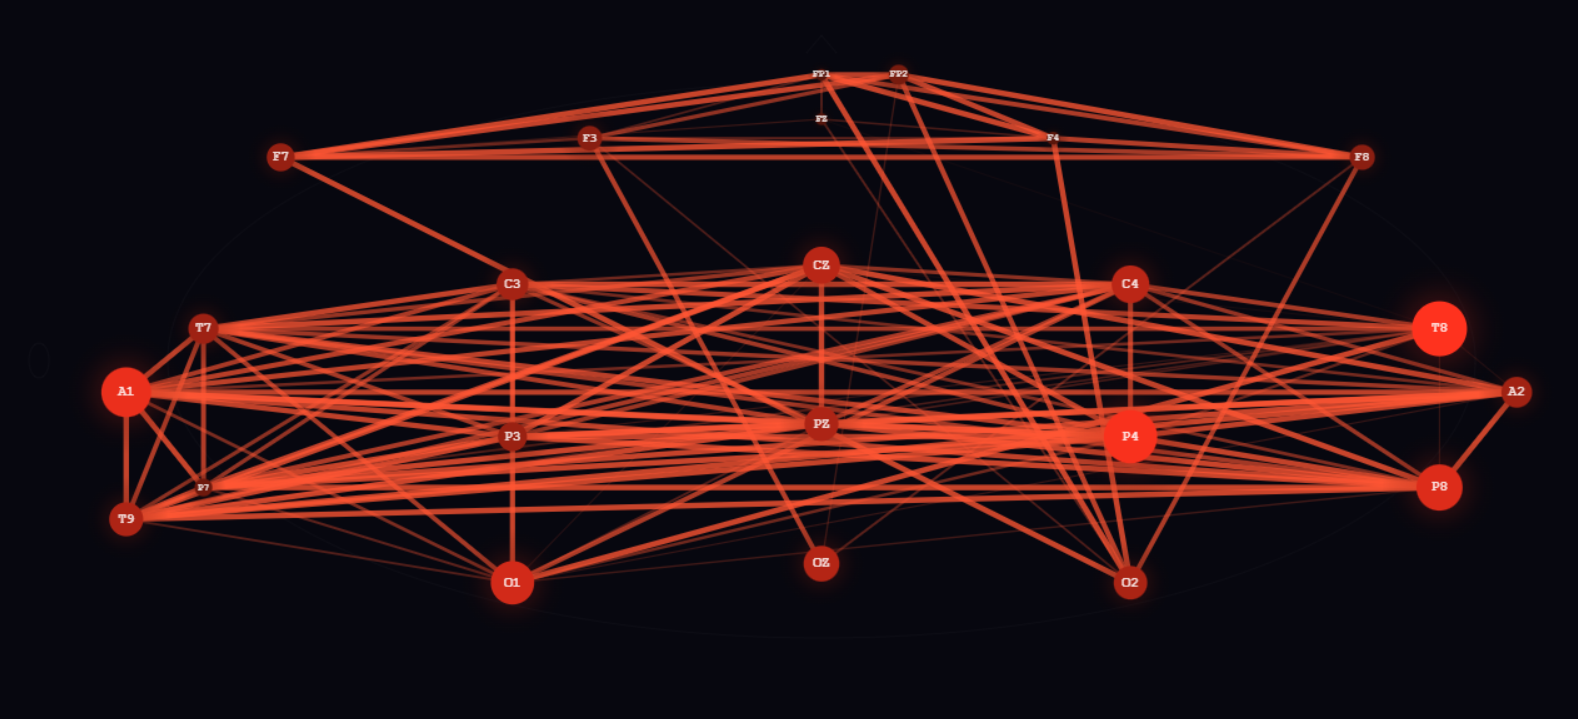 FP1 FP2
FZ
F3 F4
F7 F8
CZ
C3 C4
T7 T8
A1 A2
PZ
P3 P4
P7 P8
T9
OZ
O1 O2